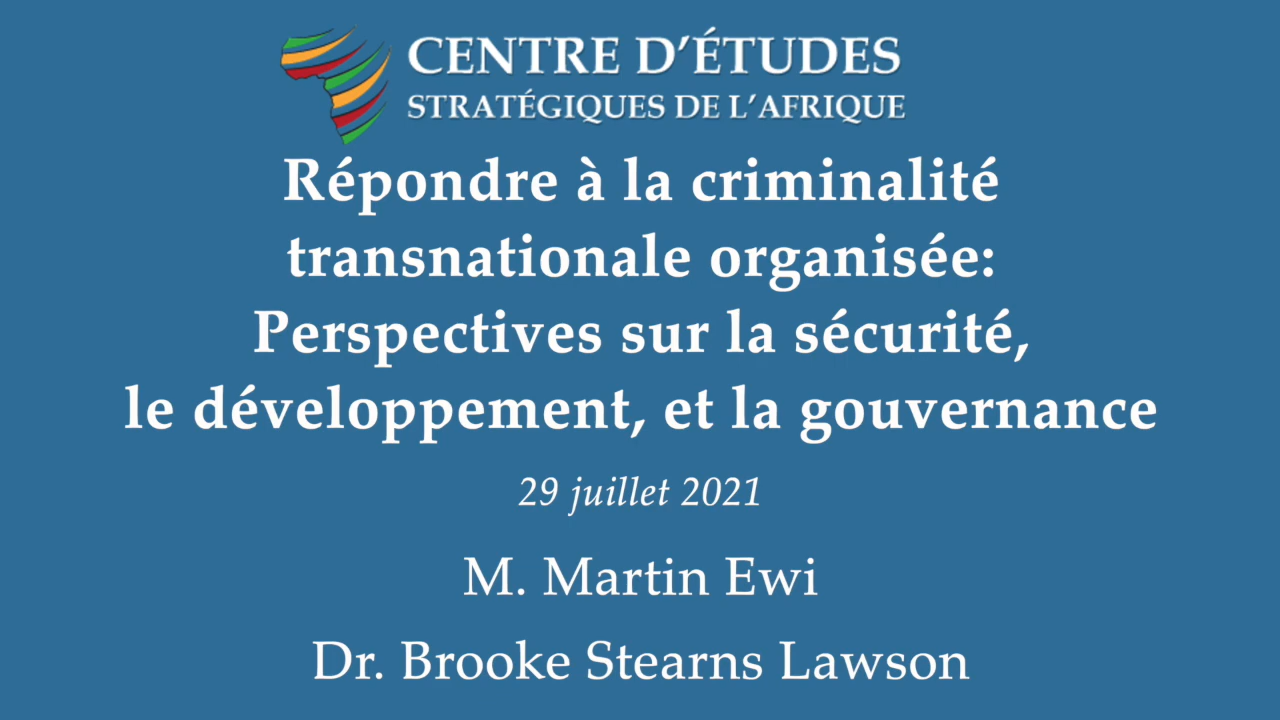 CENTRE D’ÉTUDES
STRATÉGIQUES DE L’AFRIQUE
Répondre à la criminalité
transnationale organisée:
Perspectives sur la sécurité,
le développement, et la gouvernance
29 juillet 2021
M. Martin Ewi
Dr. Brooke Stearns Lawson